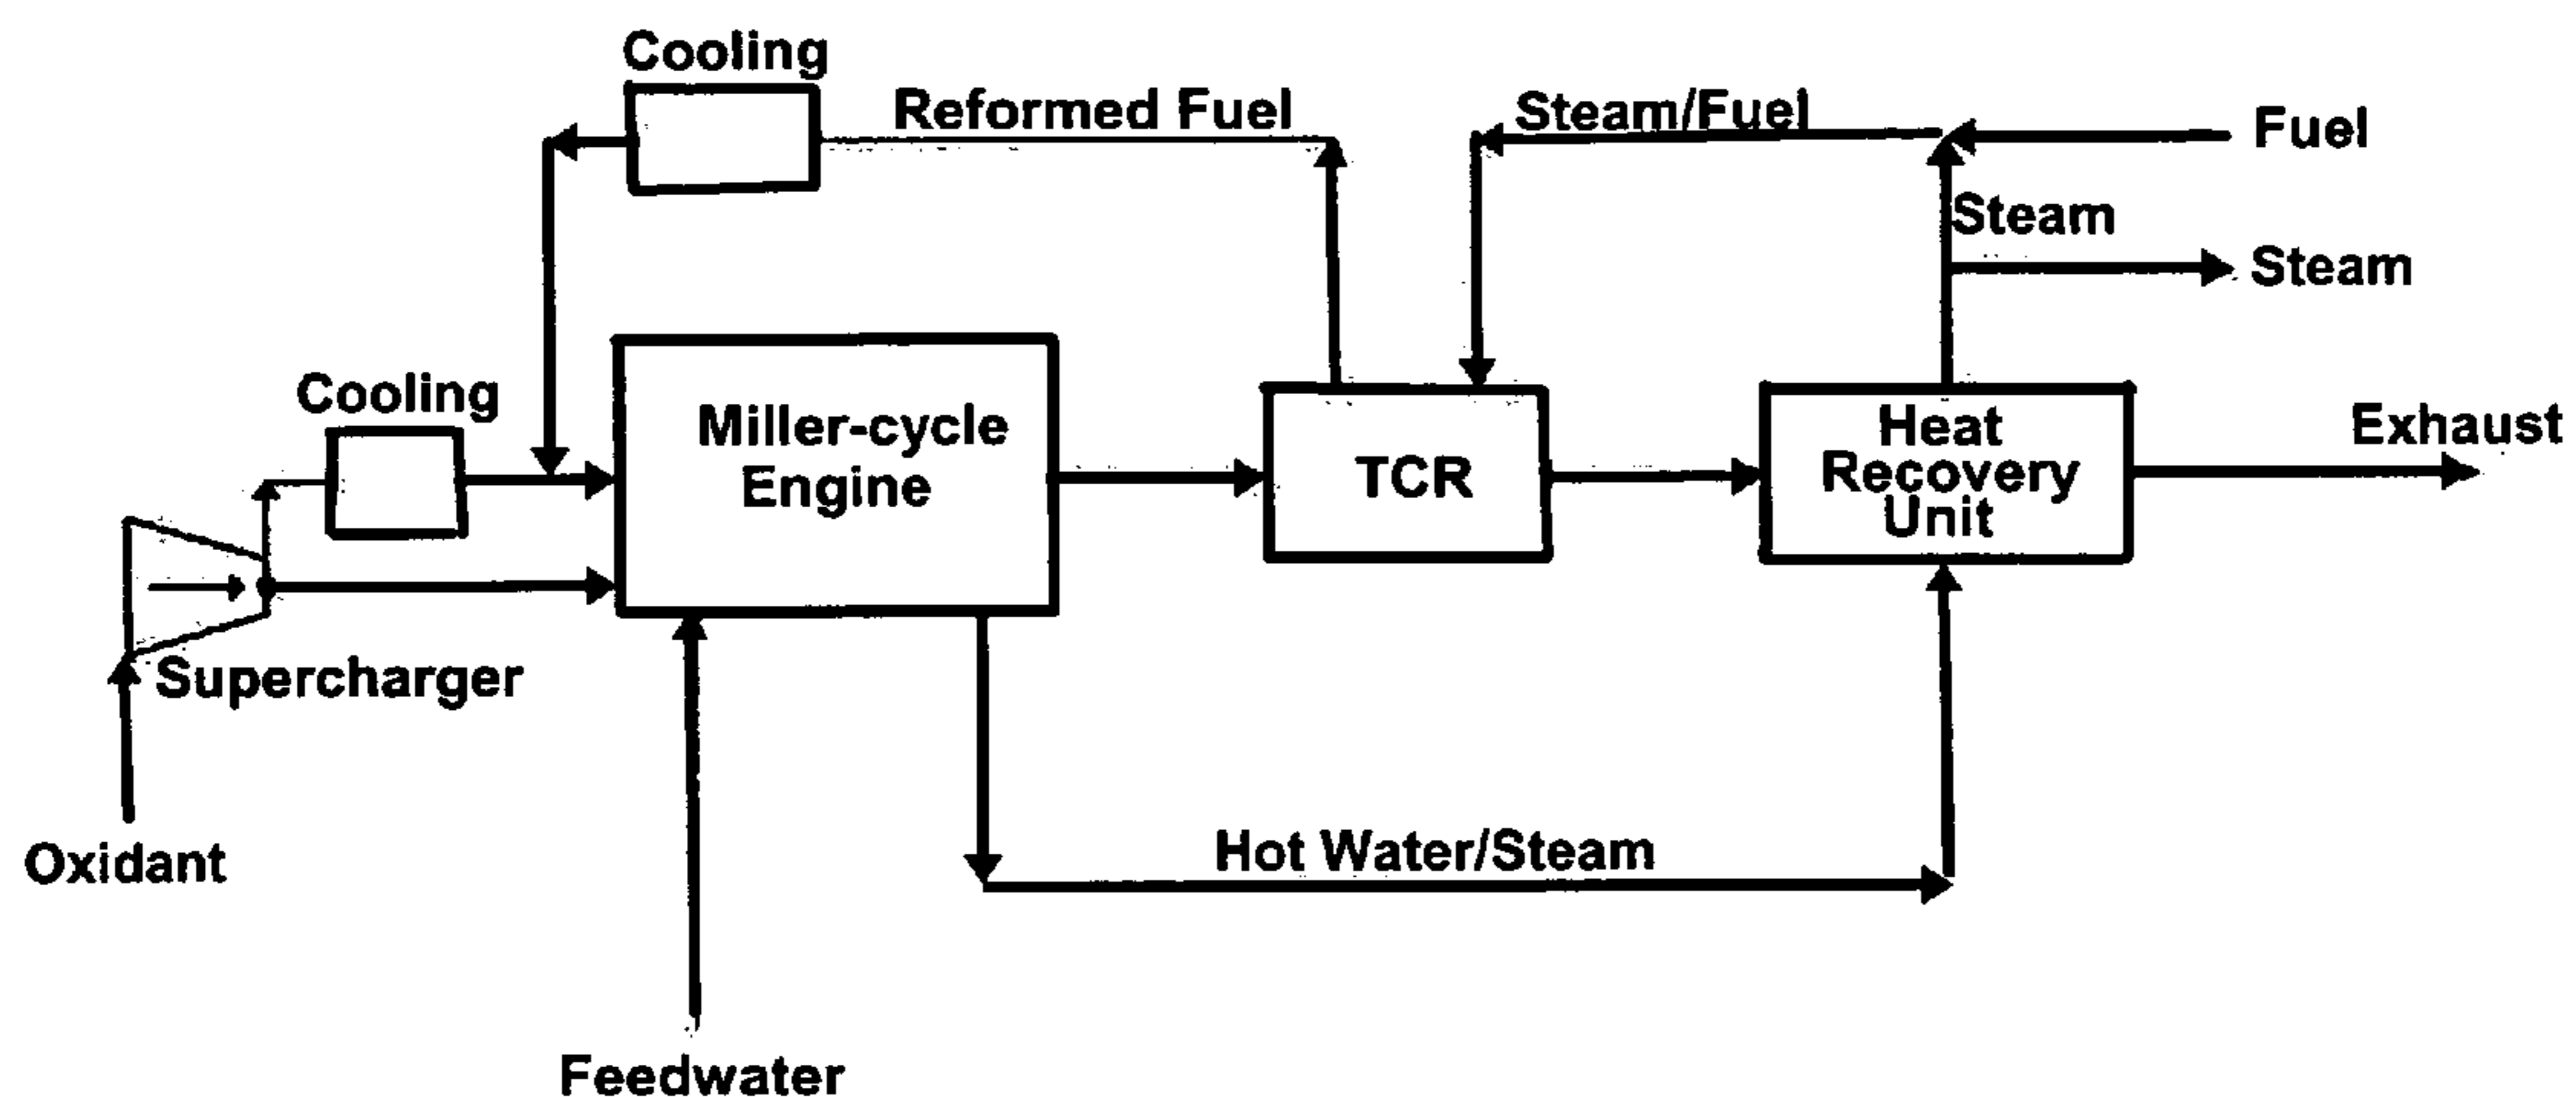 Cooling
Reformed Fuel
Steam/Fuel
Fuel
Steam
Steam
Cooling
Miller-cycle
Engine
TCR
Heat
Recovery
Unit
Exhaust
Supercharger
Oxidant
Hot Water/Steam
Feedwater